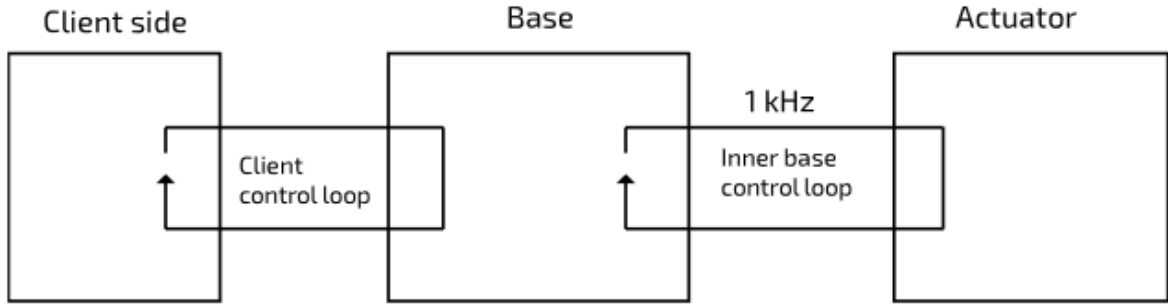 Client side
Base
Actuator
1 kHz
Client
control loop
Inner base
control loop